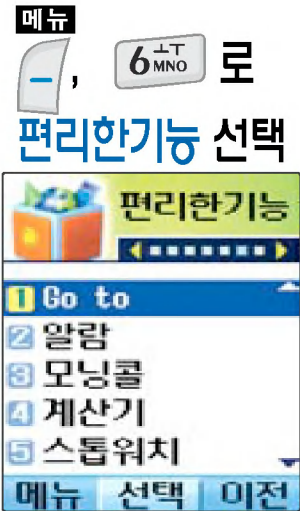 메뉴
, 6 ㅗㅜ MNO 로
편리한기능 선택
편리한기능
1 Go to
2 알람
3 모닝콜
4 계산기
5 스톱워치
메뉴 선택 이전